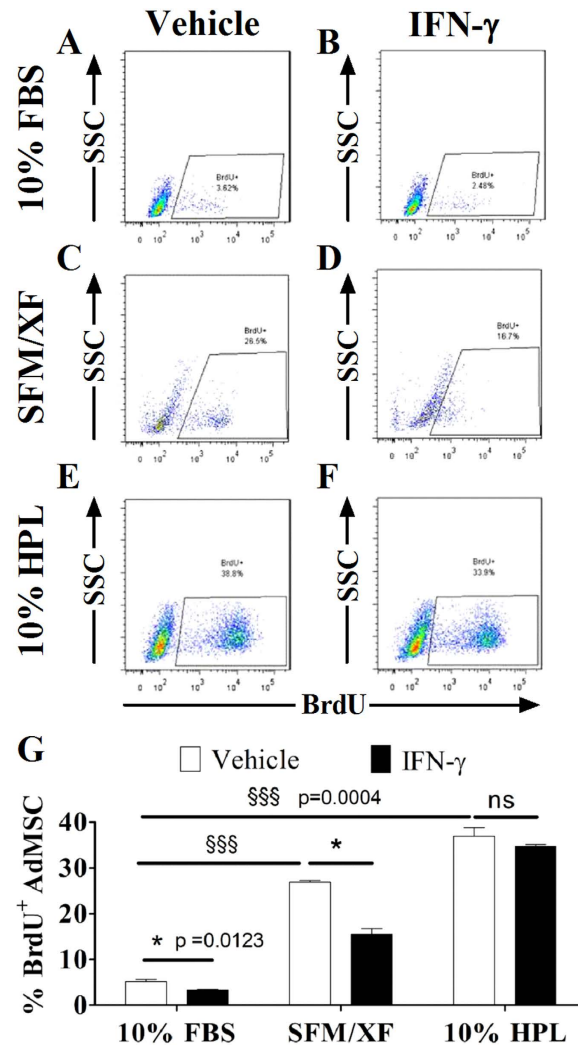 Vehicle IFN-γ
A B
10% FBS
SSC SSC
BrdU+ BrdU+
3.62% 2.48%
0 10² 10³ 10⁴ 10⁵ 0 10² 10³ 10⁴ 10⁵
C D
SFM/XF
SSC SSC
BrdU+ BrdU+
26.5% 16.7%
0 10² 10³ 10⁴ 10⁵ 0 10² 10³ 10⁴ 10⁵
E F
10% HPL
SSC SSC
BrdU+ BrdU+
38.8% 33.9%
0 10² 10³ 10⁴ 10⁵ 0 10² 10³ 10⁴ 10⁵
BrdU
G
Vehicle IFN-γ
§§§ p=0.0004 ns
§§§ *
* p =0.0123
% BrdU⁺ AdMSC
40
30
20
10
0
10% FBS SFM/XF 10% HPL